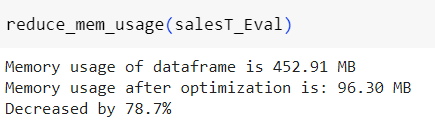 reduce_mem_usage(salesT_Eval)
Memory usage of dataframe is 452.91 MB
Memory usage after optimization is: 96.30 MB
Decreased by 78.7%